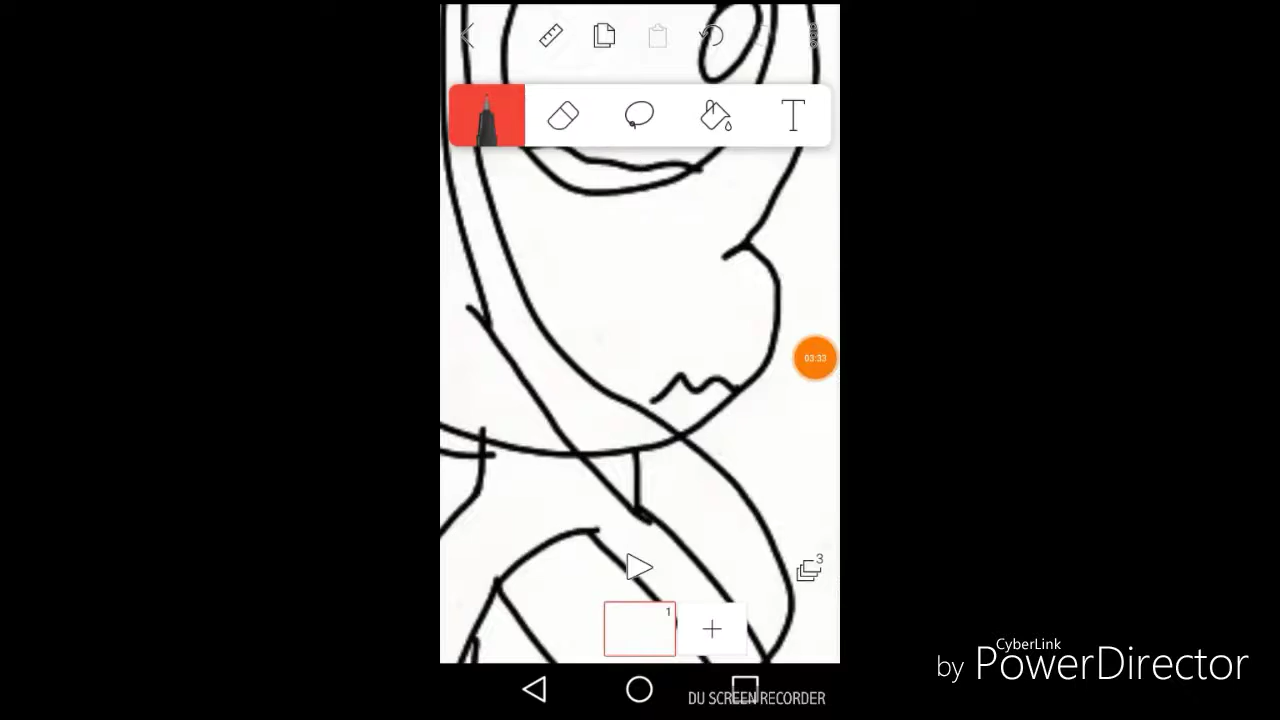 T
03:33
3
1
+
CyberLink
by PowerDirector
DU SCREEN RECORDER